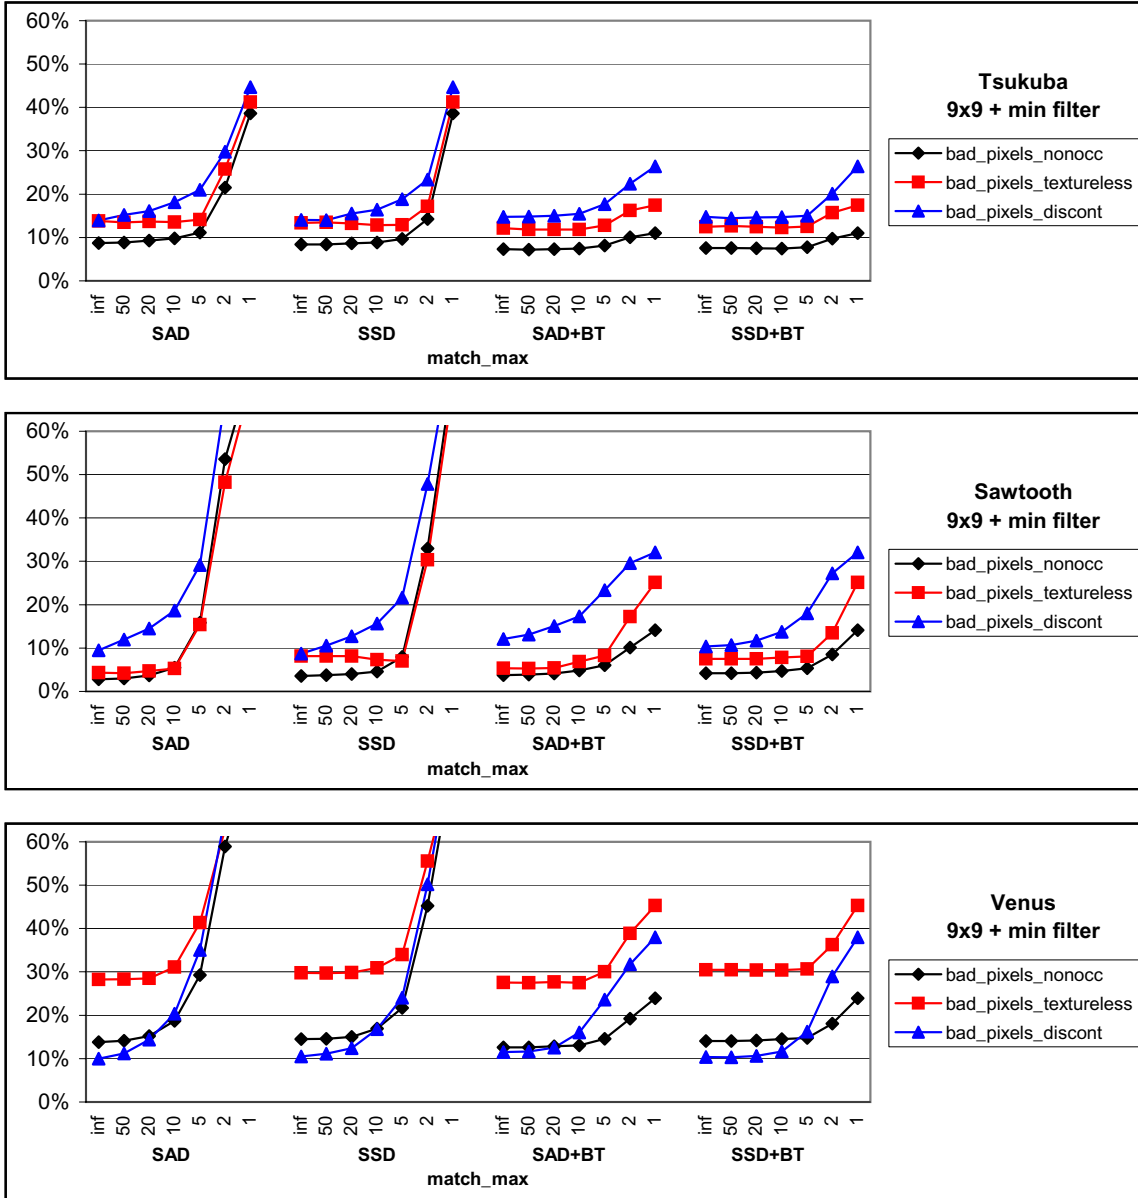 60%
50%
40%
30%
20%
10%
0%
inf 50 20 10 5 2 1 inf 50 20 10 5 2 1 inf 50 20 10 5 2 1 inf 50 20 10 5 2 1
SAD SSD SAD+BT SSD+BT
match_max
Tsukuba
9x9 + min filter
bad_pixels_nonocc
bad_pixels_textureless
bad_pixels_discont
60%
50%
40%
30%
20%
10%
0%
inf 50 20 10 5 2 1 inf 50 20 10 5 2 1 inf 50 20 10 5 2 1 inf 50 20 10 5 2 1
SAD SSD SAD+BT SSD+BT
match_max
Sawtooth
9x9 + min filter
bad_pixels_nonocc
bad_pixels_textureless
bad_pixels_discont
60%
50%
40%
30%
20%
10%
0%
inf 50 20 10 5 2 1 inf 50 20 10 5 2 1 inf 50 20 10 5 2 1 inf 50 20 10 5 2 1
SAD SSD SAD+BT SSD+BT
match_max
Venus
9x9 + min filter
bad_pixels_nonocc
bad_pixels_textureless
bad_pixels_discont